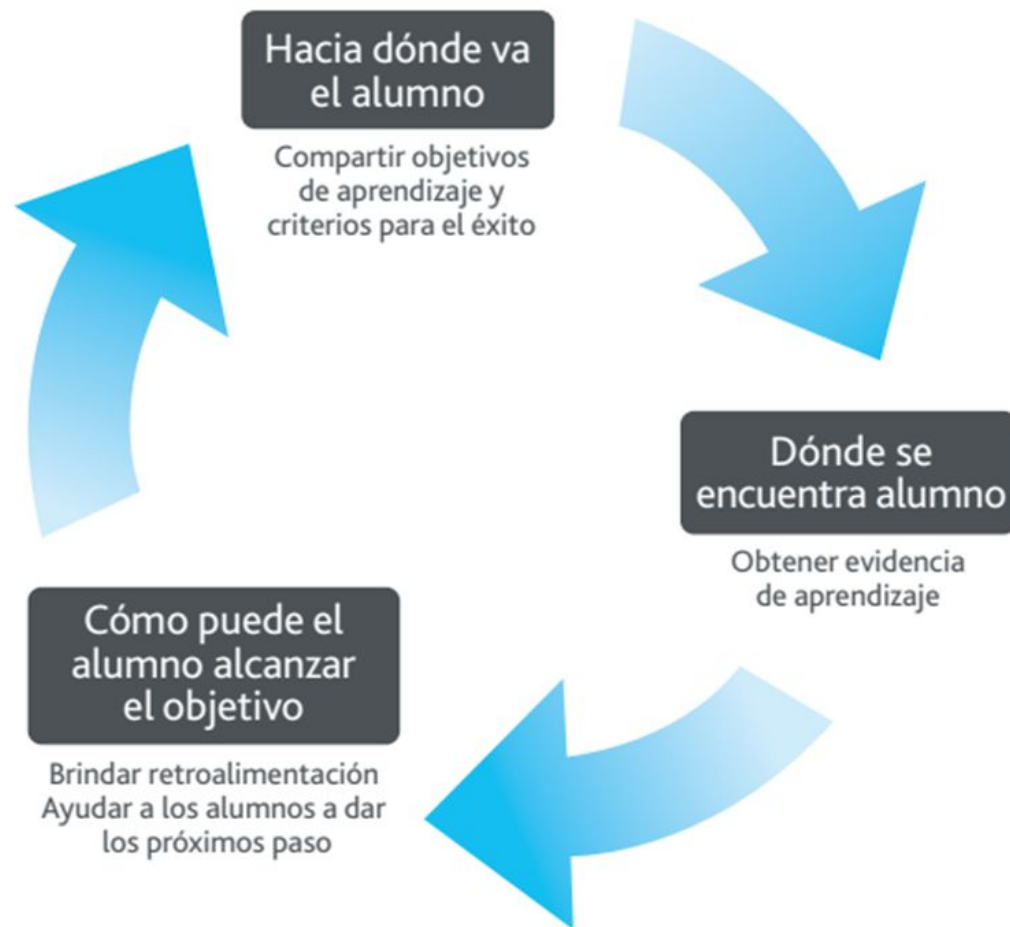 Hacia dónde va
el alumno
Compartir objetivos
de aprendizaje y
criterios para el éxito
Dónde se
encuentra alumno
Obtener evidencia
de aprendizaje
Cómo puede el
alumno alcanzar
el objetivo
Brindar retroalimentación
Ayudar a los alumnos a dar
los próximos paso